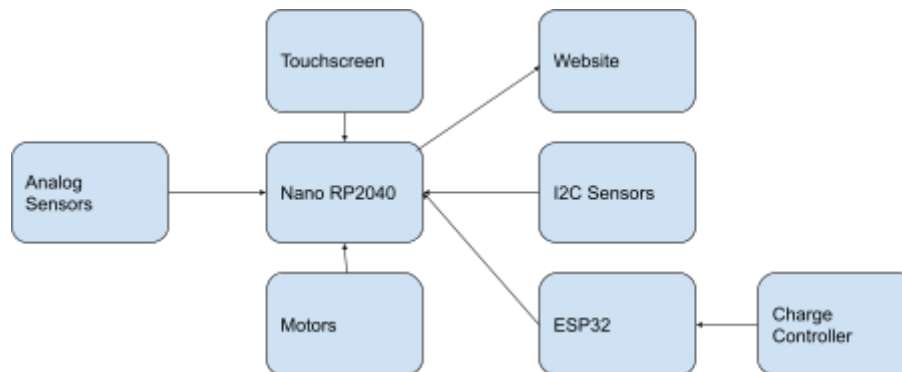 Touchscreen
Website
Analog
Sensors
Nano RP2040
I2C Sensors
Motors
ESP32
Charge
Controller